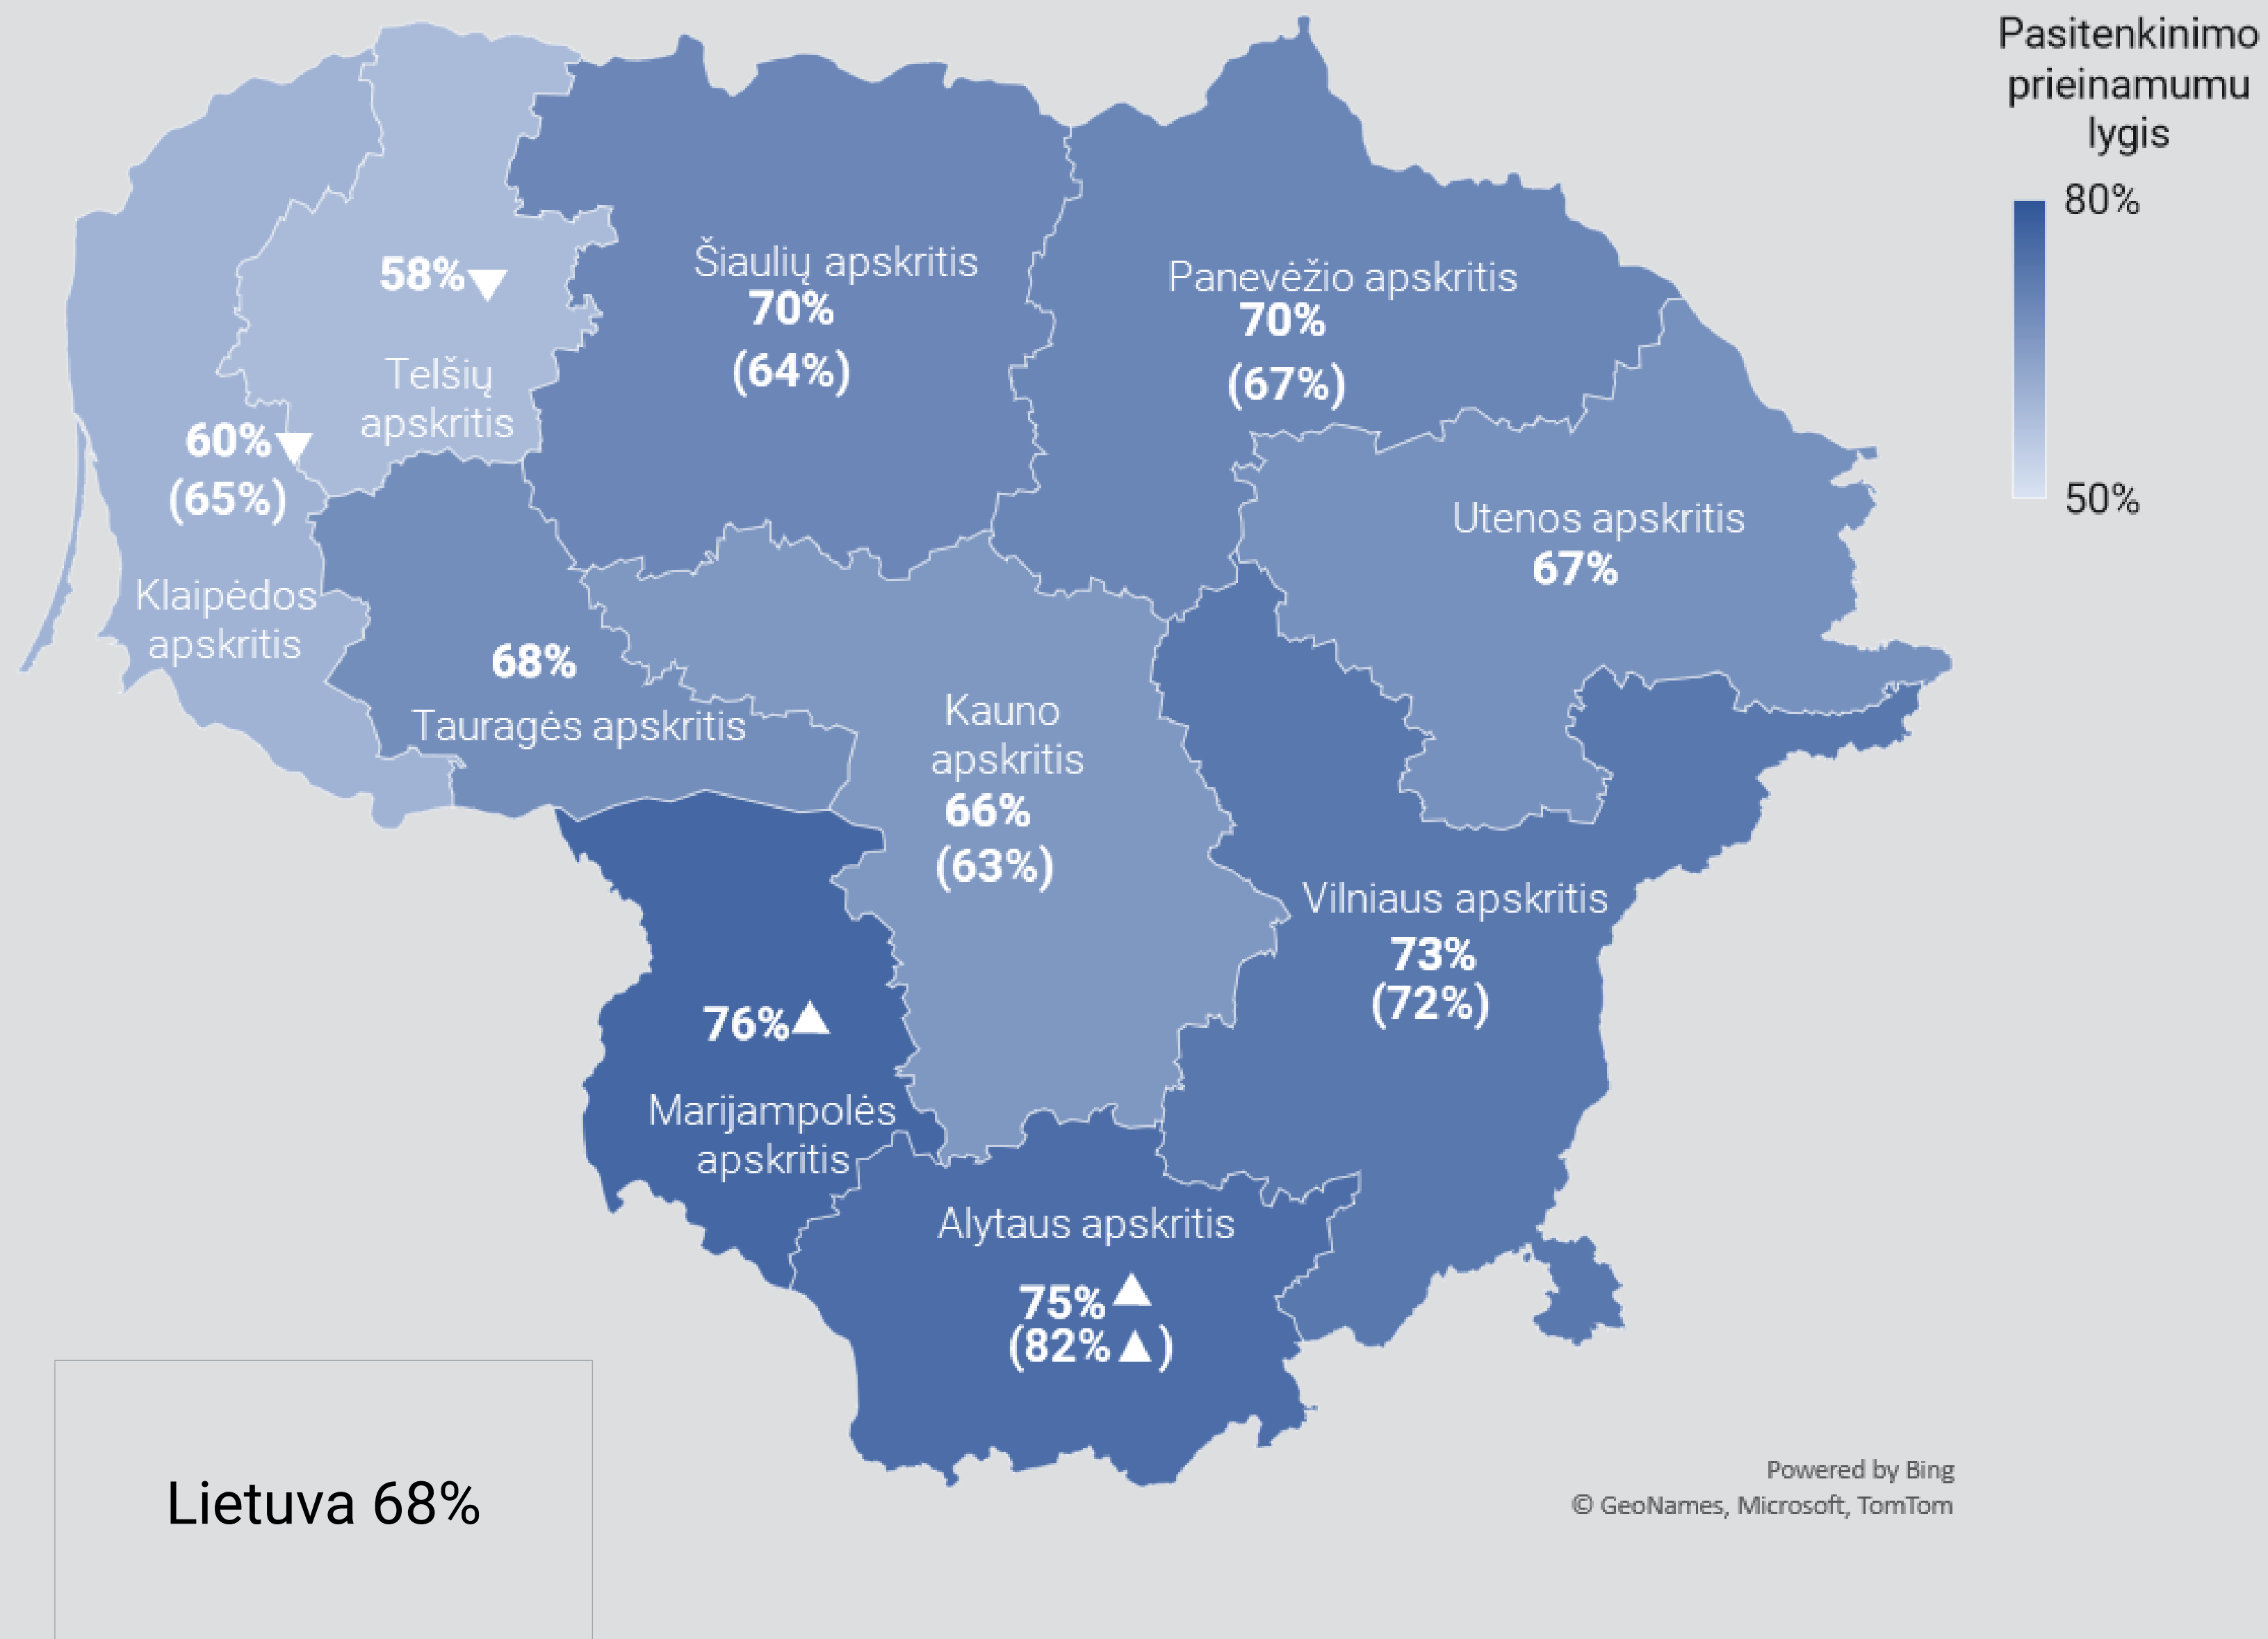 Pasitenkinimo
prieinamumu
lygis
80%
50%
58%▼
Telšių
apskritis
Šiaulių apskritis
70%
(64%)
Panevėžio apskritis
70%
(67%)
60%▼
(65%)
Klaipėdos
apskritis
Utenos apskritis
67%
68%
Tauragės apskritis
Kauno
apskritis
66%
(63%)
Vilniaus apskritis
73%
(72%)
76%▲
Marijampolės
apskritis
Alytaus apskritis
75%▲
(82%▲)
Lietuva 68%
Powered by Bing
© GeoNames, Microsoft, TomTom